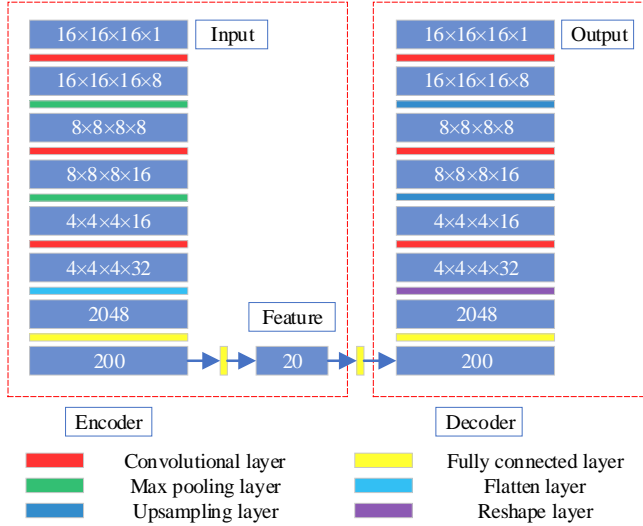 16×16×16×1
Input
16×16×16×8
8×8×8×8
8×8×8×16
4×4×4×16
4×4×4×32
2048
200
Feature
20
16×16×16×1
Output
16×16×16×8
8×8×8×8
8×8×8×16
4×4×4×16
4×4×4×32
2048
200
Encoder
Decoder
Convolutional layer
Fully connected layer
Max pooling layer
Flatten layer
Upsampling layer
Reshape layer